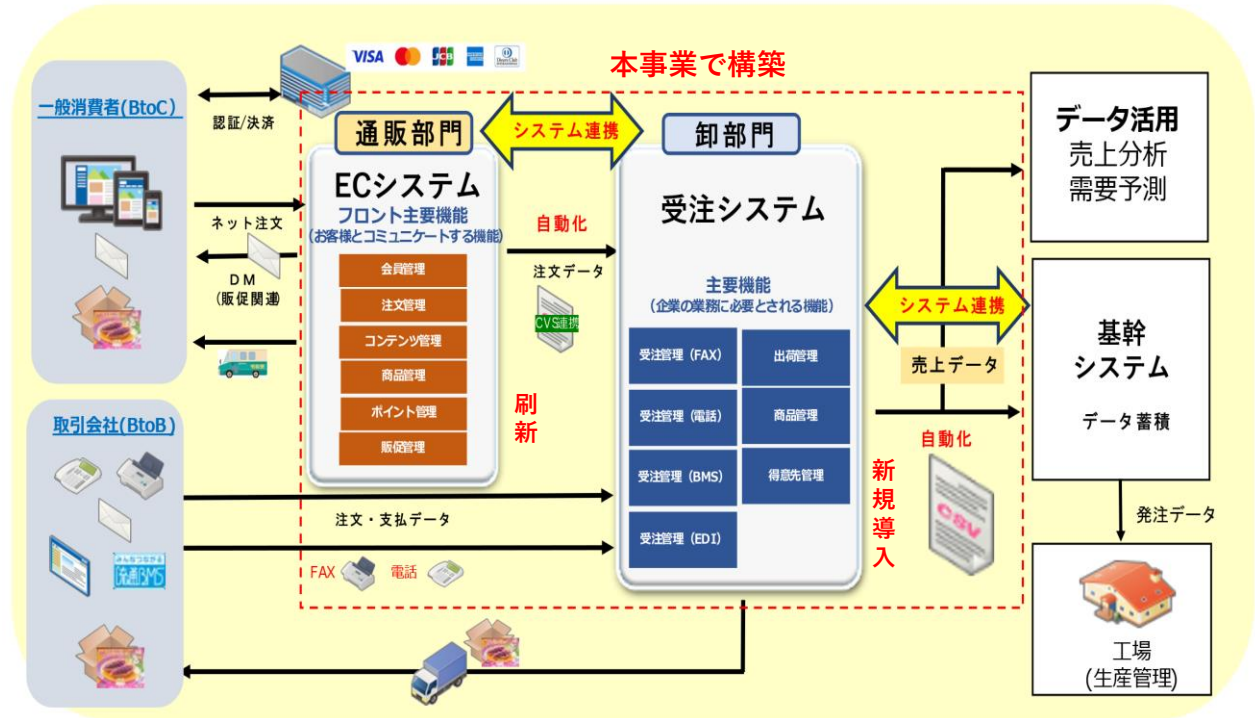 VISA
JCB
本事業で構築
一般消費者(BtoC)
認証/決済
通販部門
システム連携
卸部門
データ活用
売上分析
需要予測
ECシステム
フロント主要機能
(お客様とコミュニケートする機能)
会員管理
注文管理
コンテンツ管理
商品管理
ポイント管理
販促管理
ネット注文
DM
(販促関連)
自動化
注文データ
CVS連携
刷新
受注システム
主要機能
(企業の業務に必要とされる機能)
受注管理(FAX)
出荷管理
受注管理(電話)
商品管理
受注管理(BMS)
得意先管理
受注管理(EDI)
システム連携
売上データ
自動化
CSV
新規導入
基幹
システム
データ蓄積
発注データ
工場
(生産管理)
取引会社(BtoB)
みんなつながる
流通BMS
注文・支払データ
FAX
電話